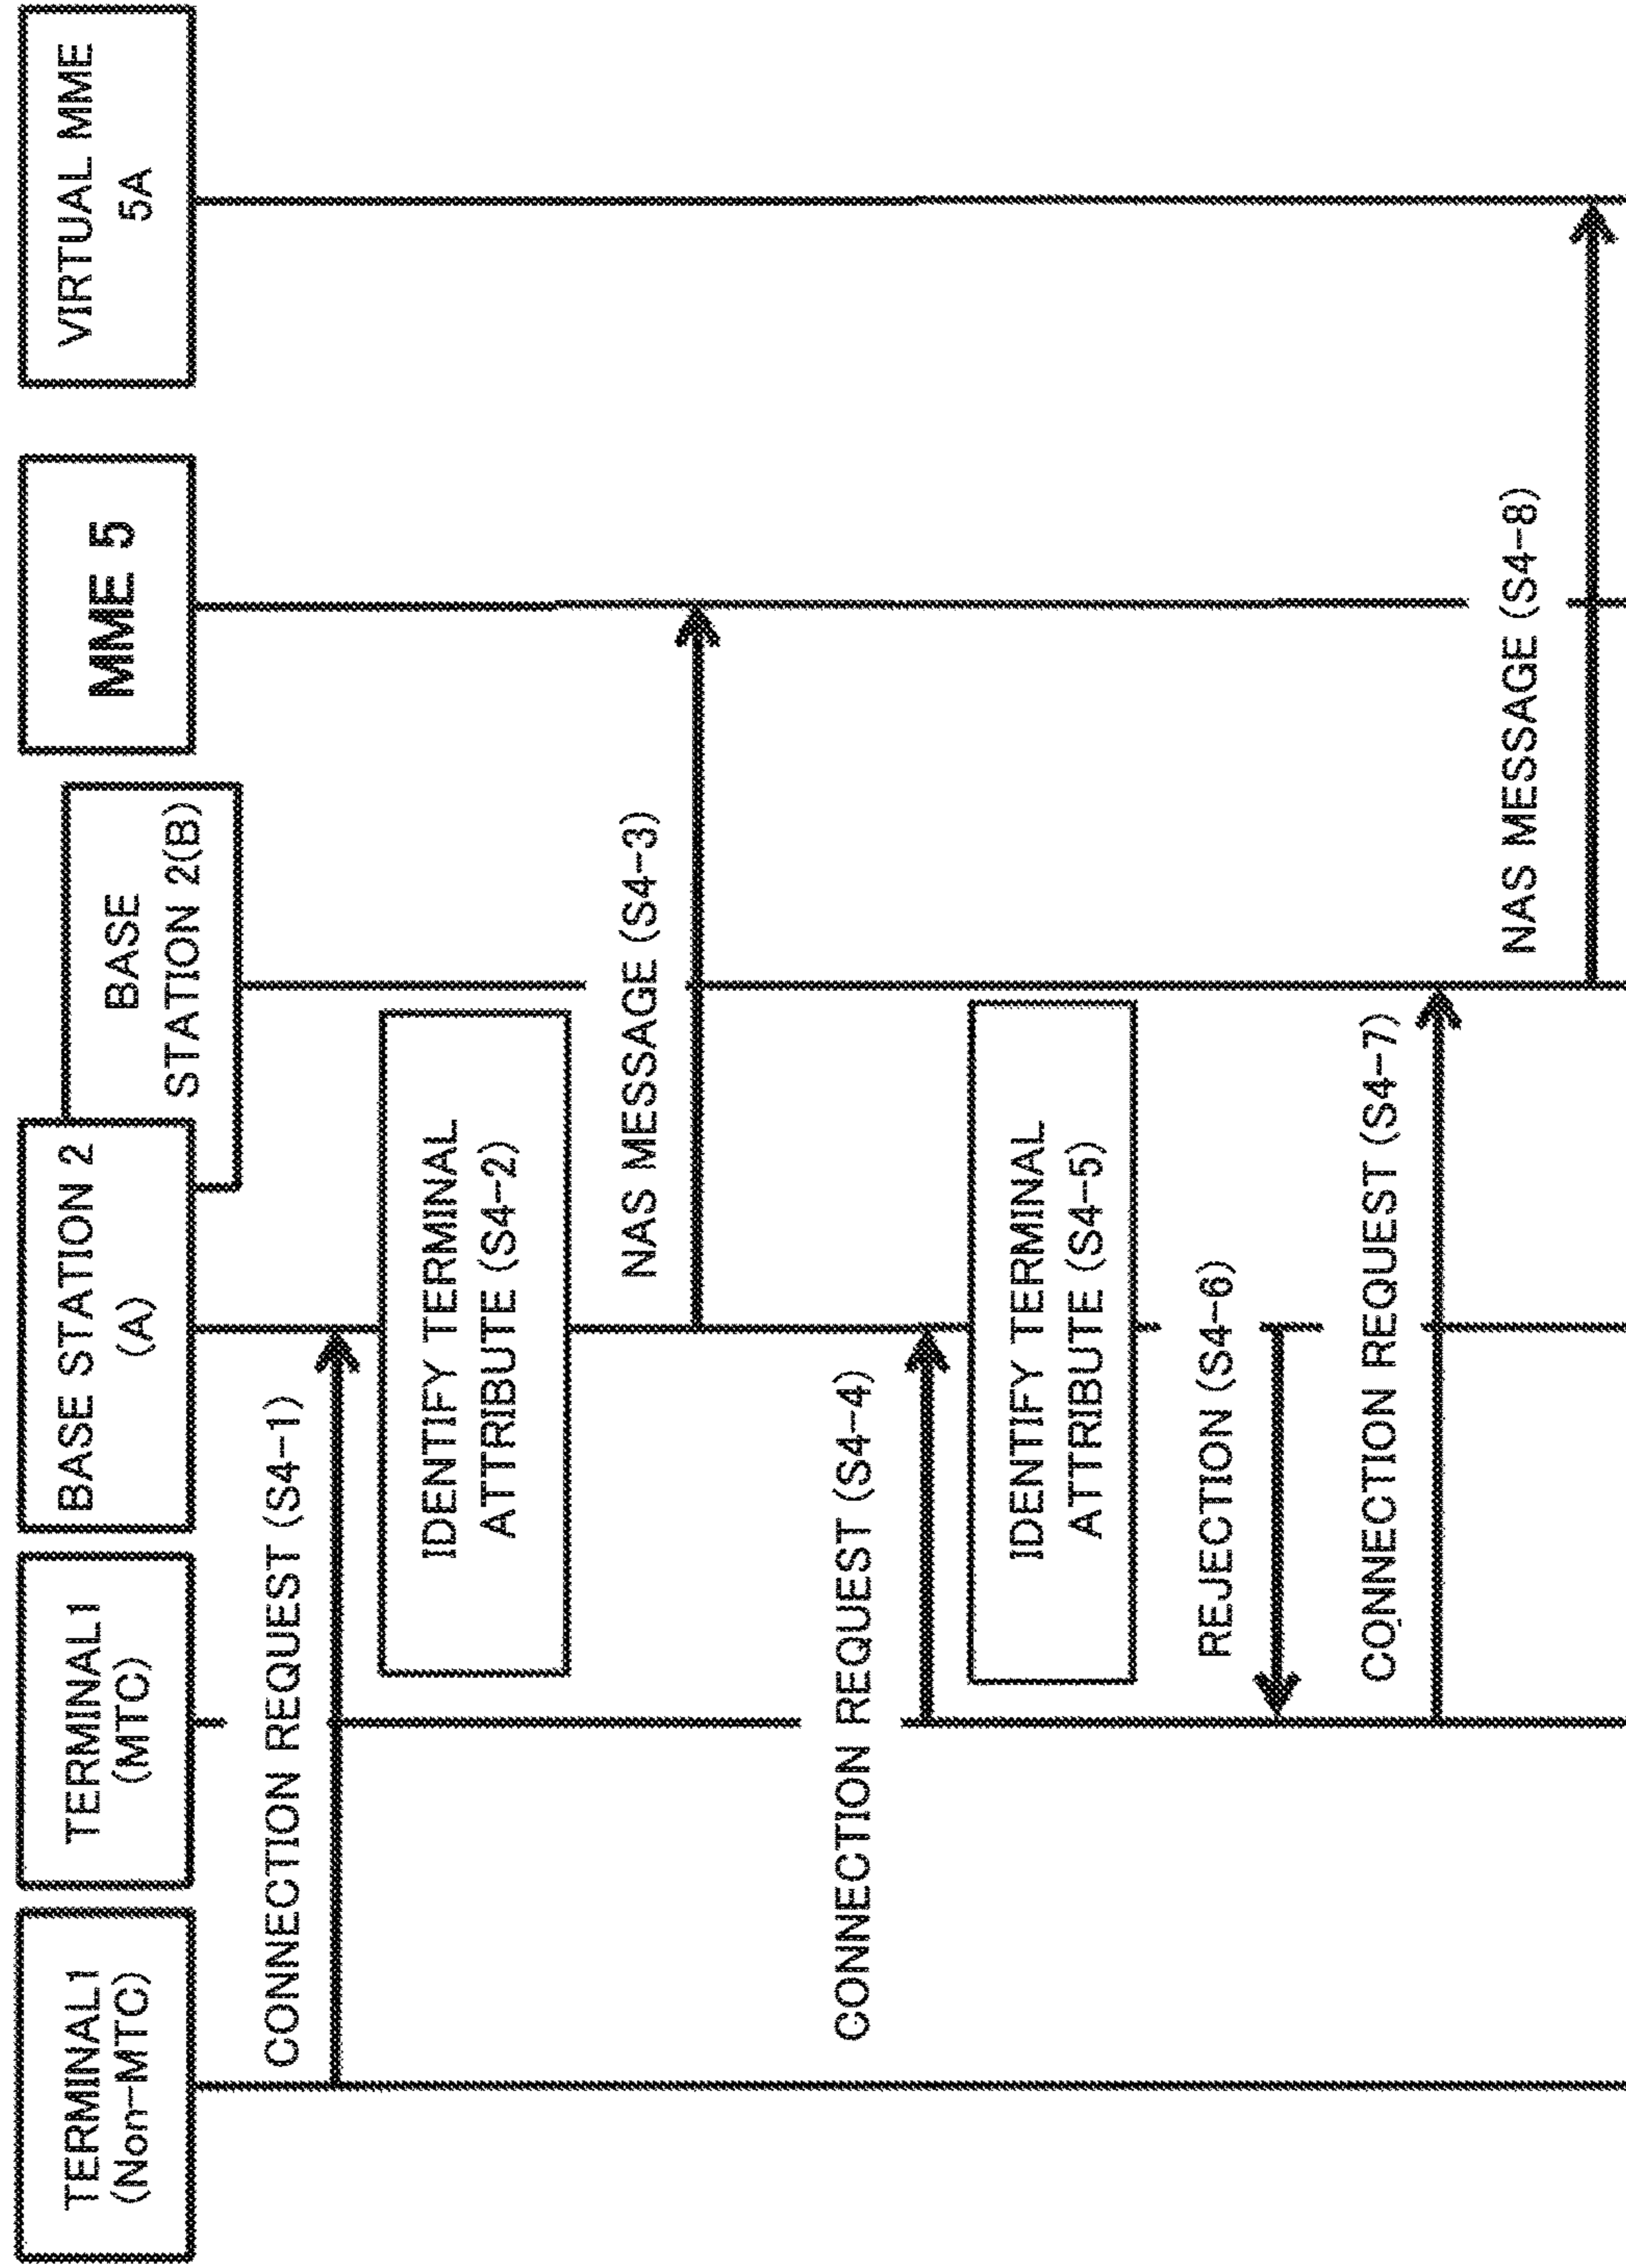 TERMINAL1
(Non-MTC)
TERMINAL1
(MTC)
BASE STATION 2
(A)
BASE
STATION 2(B)
MME 5
VIRTUAL MME
5A
CONNECTION REQUEST (S4-1)
IDENTIFY TERMINAL
ATTRIBUTE (S4-2)
NAS MESSAGE (S4-3)
CONNECTION REQUEST (S4-4)
IDENTIFY TERMINAL
ATTRIBUTE (S4-5)
REJECTION (S4-6)
CONNECTION REQUEST (S4-7)
NAS MESSAGE (S4-8)